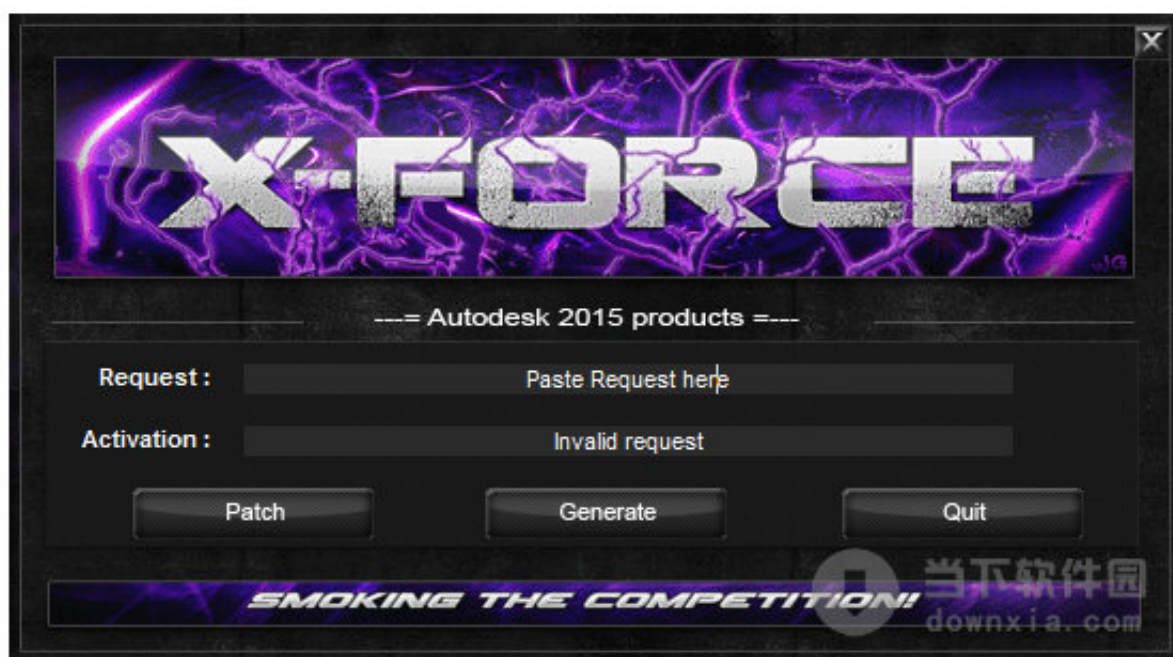 X
X-FORCE
WG
---= Autodesk 2015 products =---
Request :
Paste Request here
Activation :
Invalid request
Patch
Generate
Quit
SMOKING THE COMPETITION!
当下软件园
downxia.com